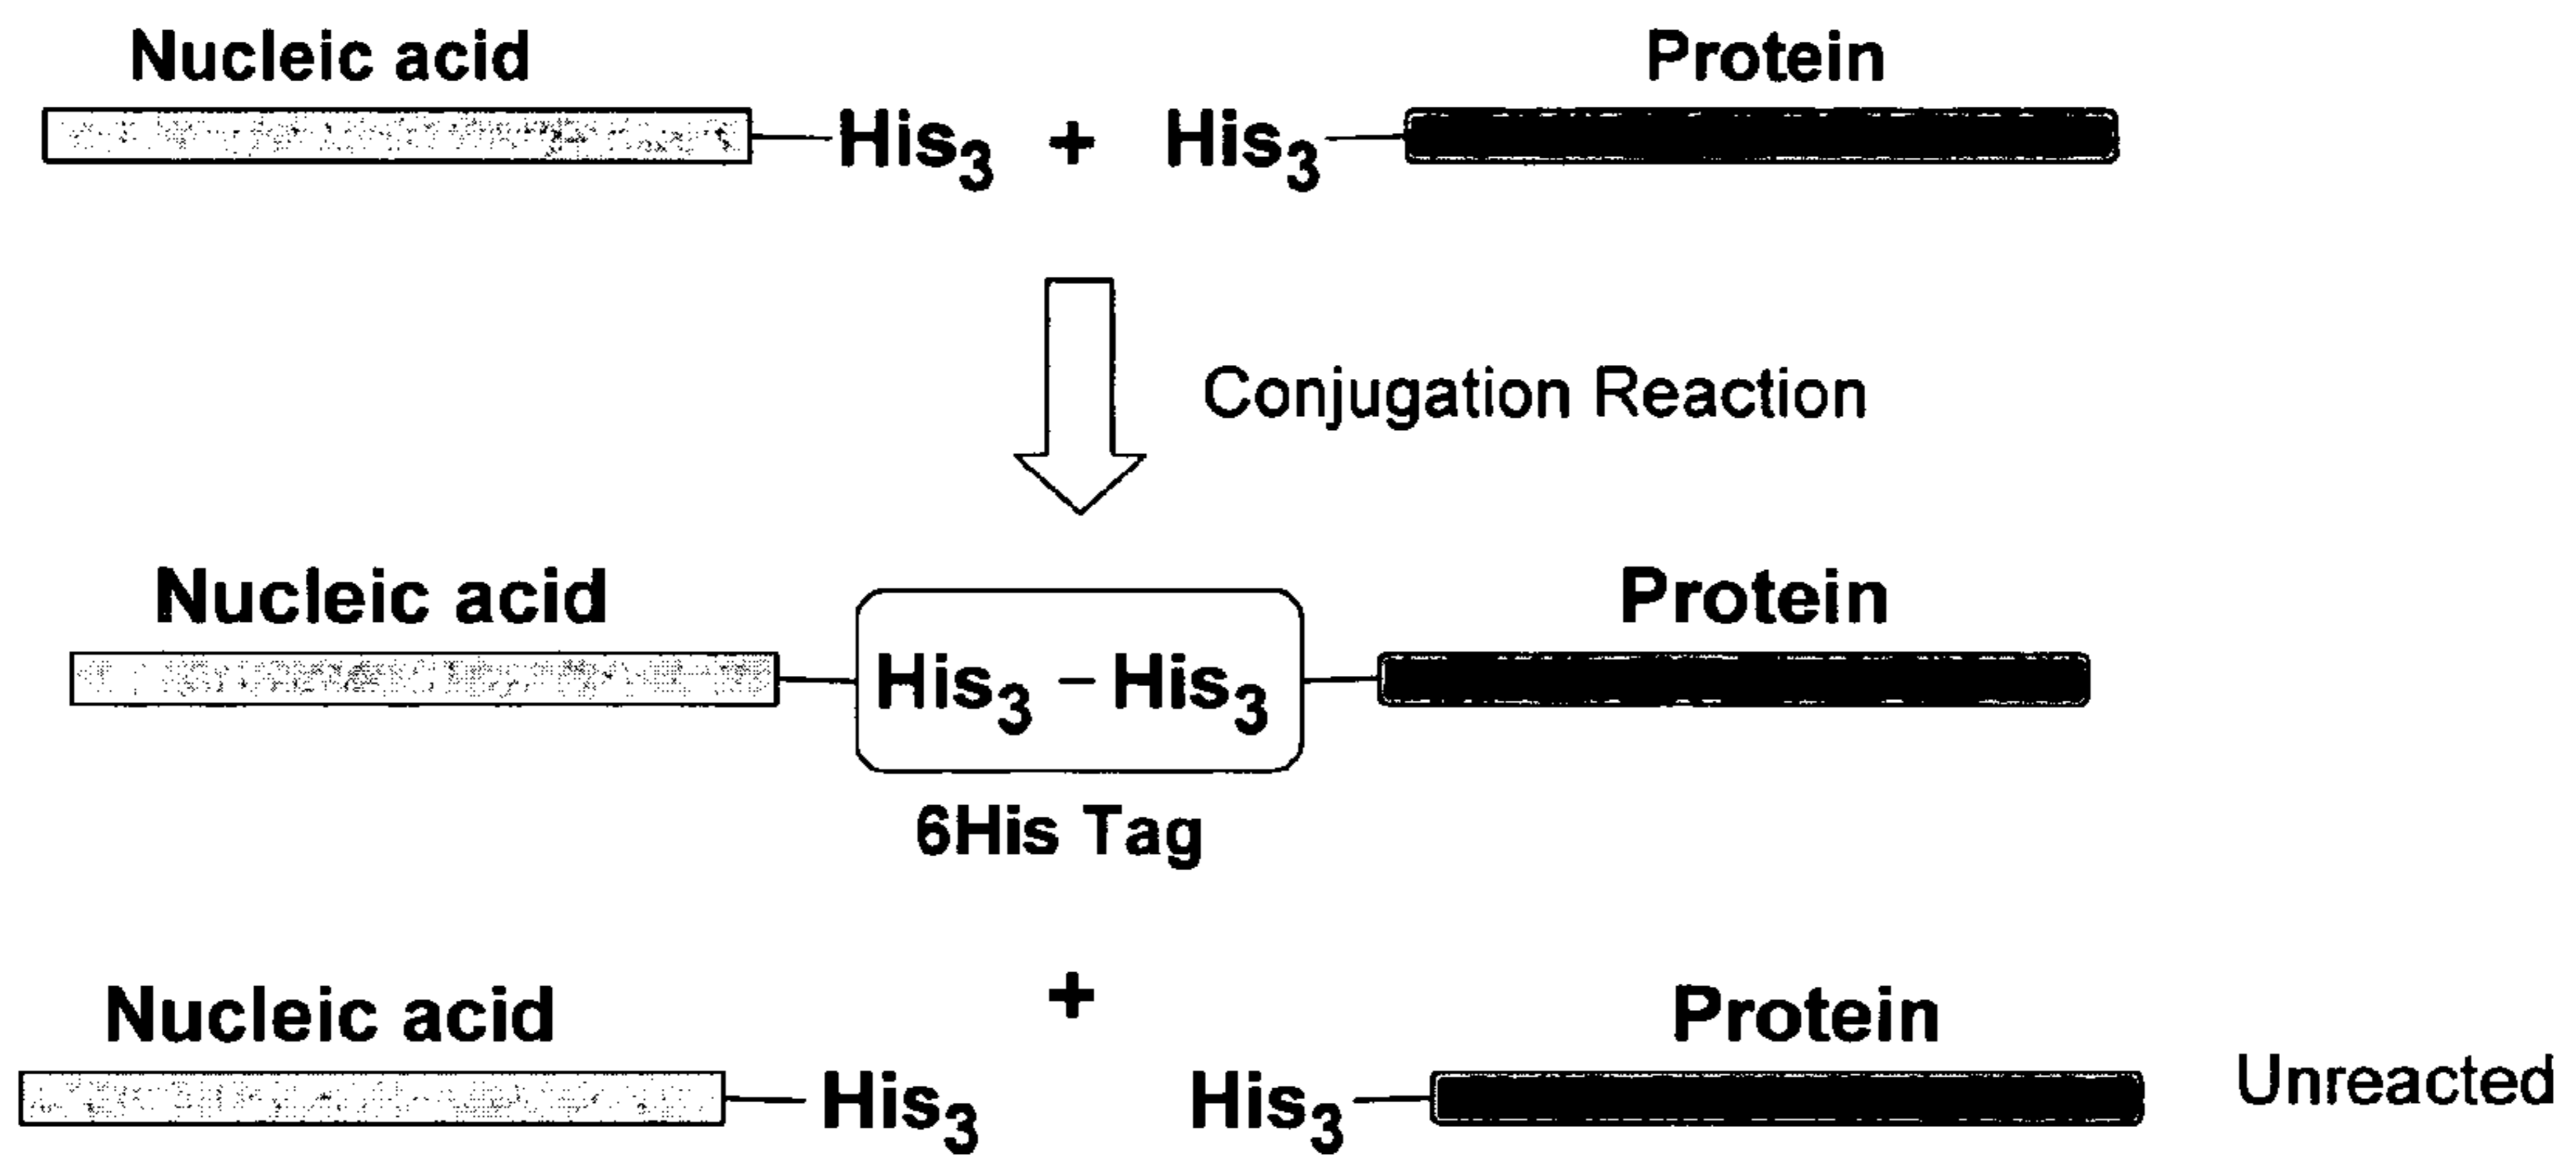 Nucleic acid Protein
His₃ + His₃
Conjugation Reaction
Nucleic acid Protein
His₃ – His₃
6His Tag
+
Nucleic acid Protein
His₃ His₃ Unreacted